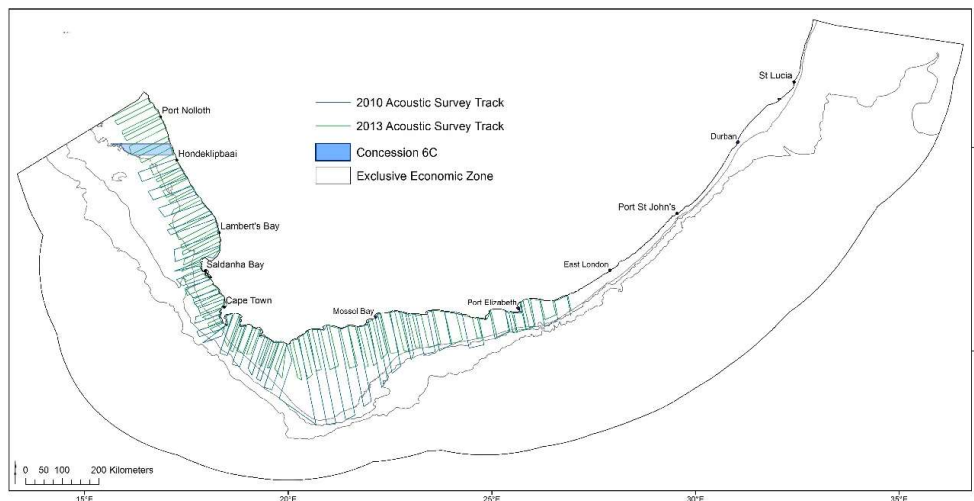 St Lucia
2010 Acoustic Survey Track
Port Nolloth
2013 Acoustic Survey Track
Durban
Concession 6C
Hondeklipbaai
Exclusive Economic Zone
Port St John's
Lambert's Bay
Saldanha Bay
East London
Cape Town
Port Elizabeth
Mossol Bay
0 50 100 200 Kilometers
15°E 20°E 25°E 30°E 35°E